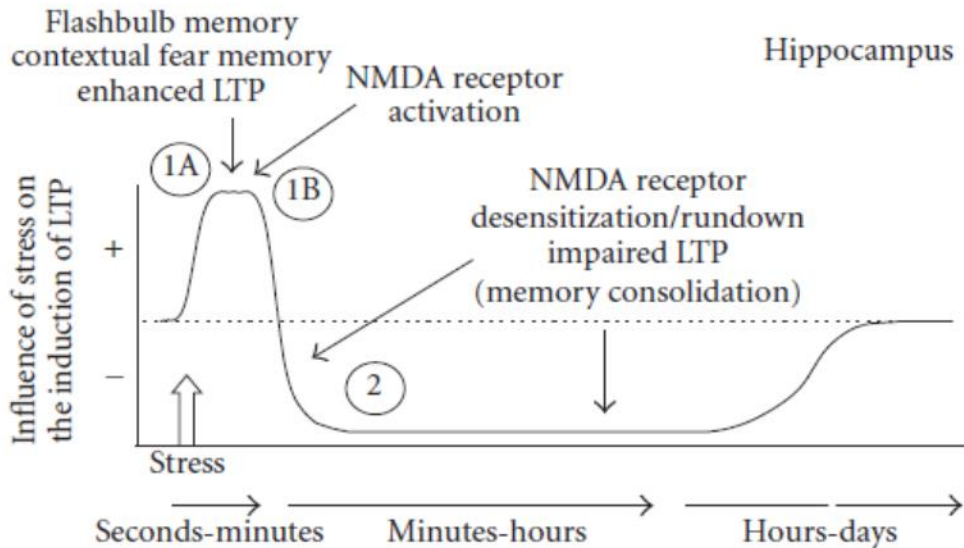 Flashbulb memory
contextual fear memory
enhanced LTP
Hippocampus
NMDA receptor
activation
1A
1B
NMDA receptor
desensitization/rundown
impaired LTP
(memory consolidation)
Influence of stress on
the induction of LTP
+
−
2
Stress
Seconds-minutes
Minutes-hours
Hours-days